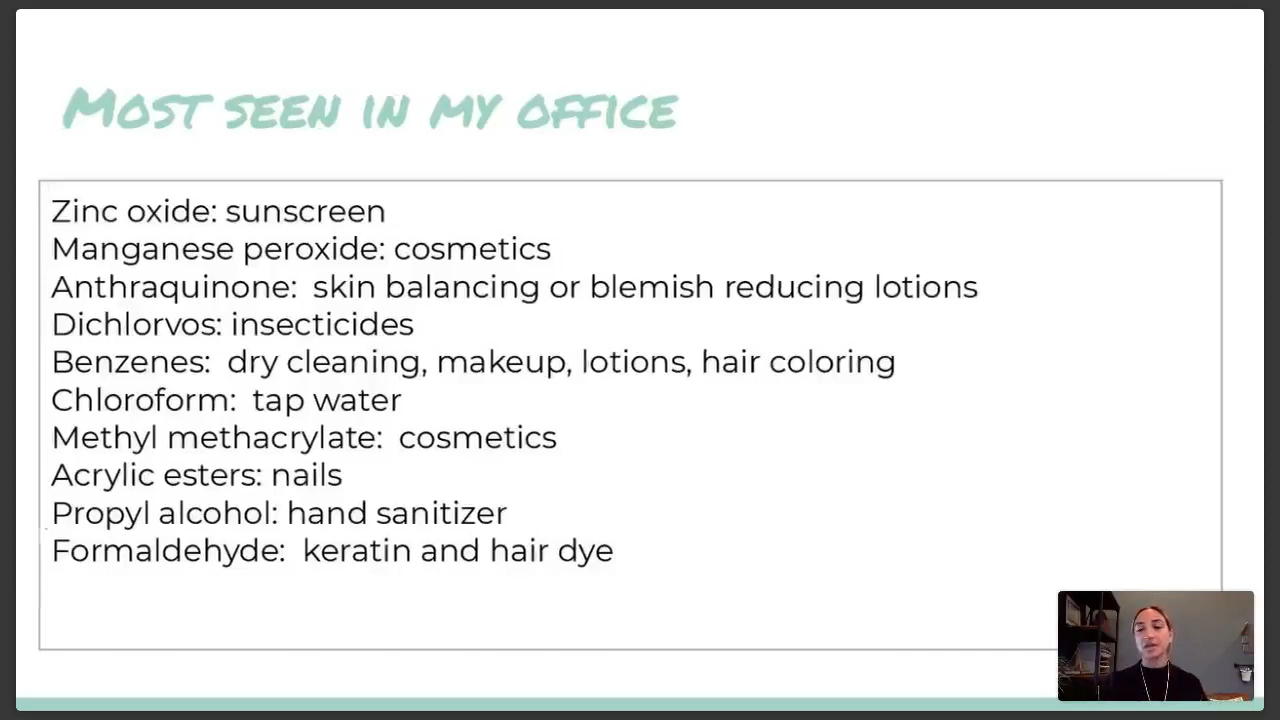 Most seen in my office
Zinc oxide: sunscreen
Manganese peroxide: cosmetics
Anthraquinone:  skin balancing or blemish reducing lotions
Dichlorvos: insecticides
Benzenes:  dry cleaning, makeup, lotions, hair coloring
Chloroform:  tap water
Methyl methacrylate:  cosmetics
Acrylic esters: nails
Propyl alcohol: hand sanitizer
Formaldehyde:  keratin and hair dye